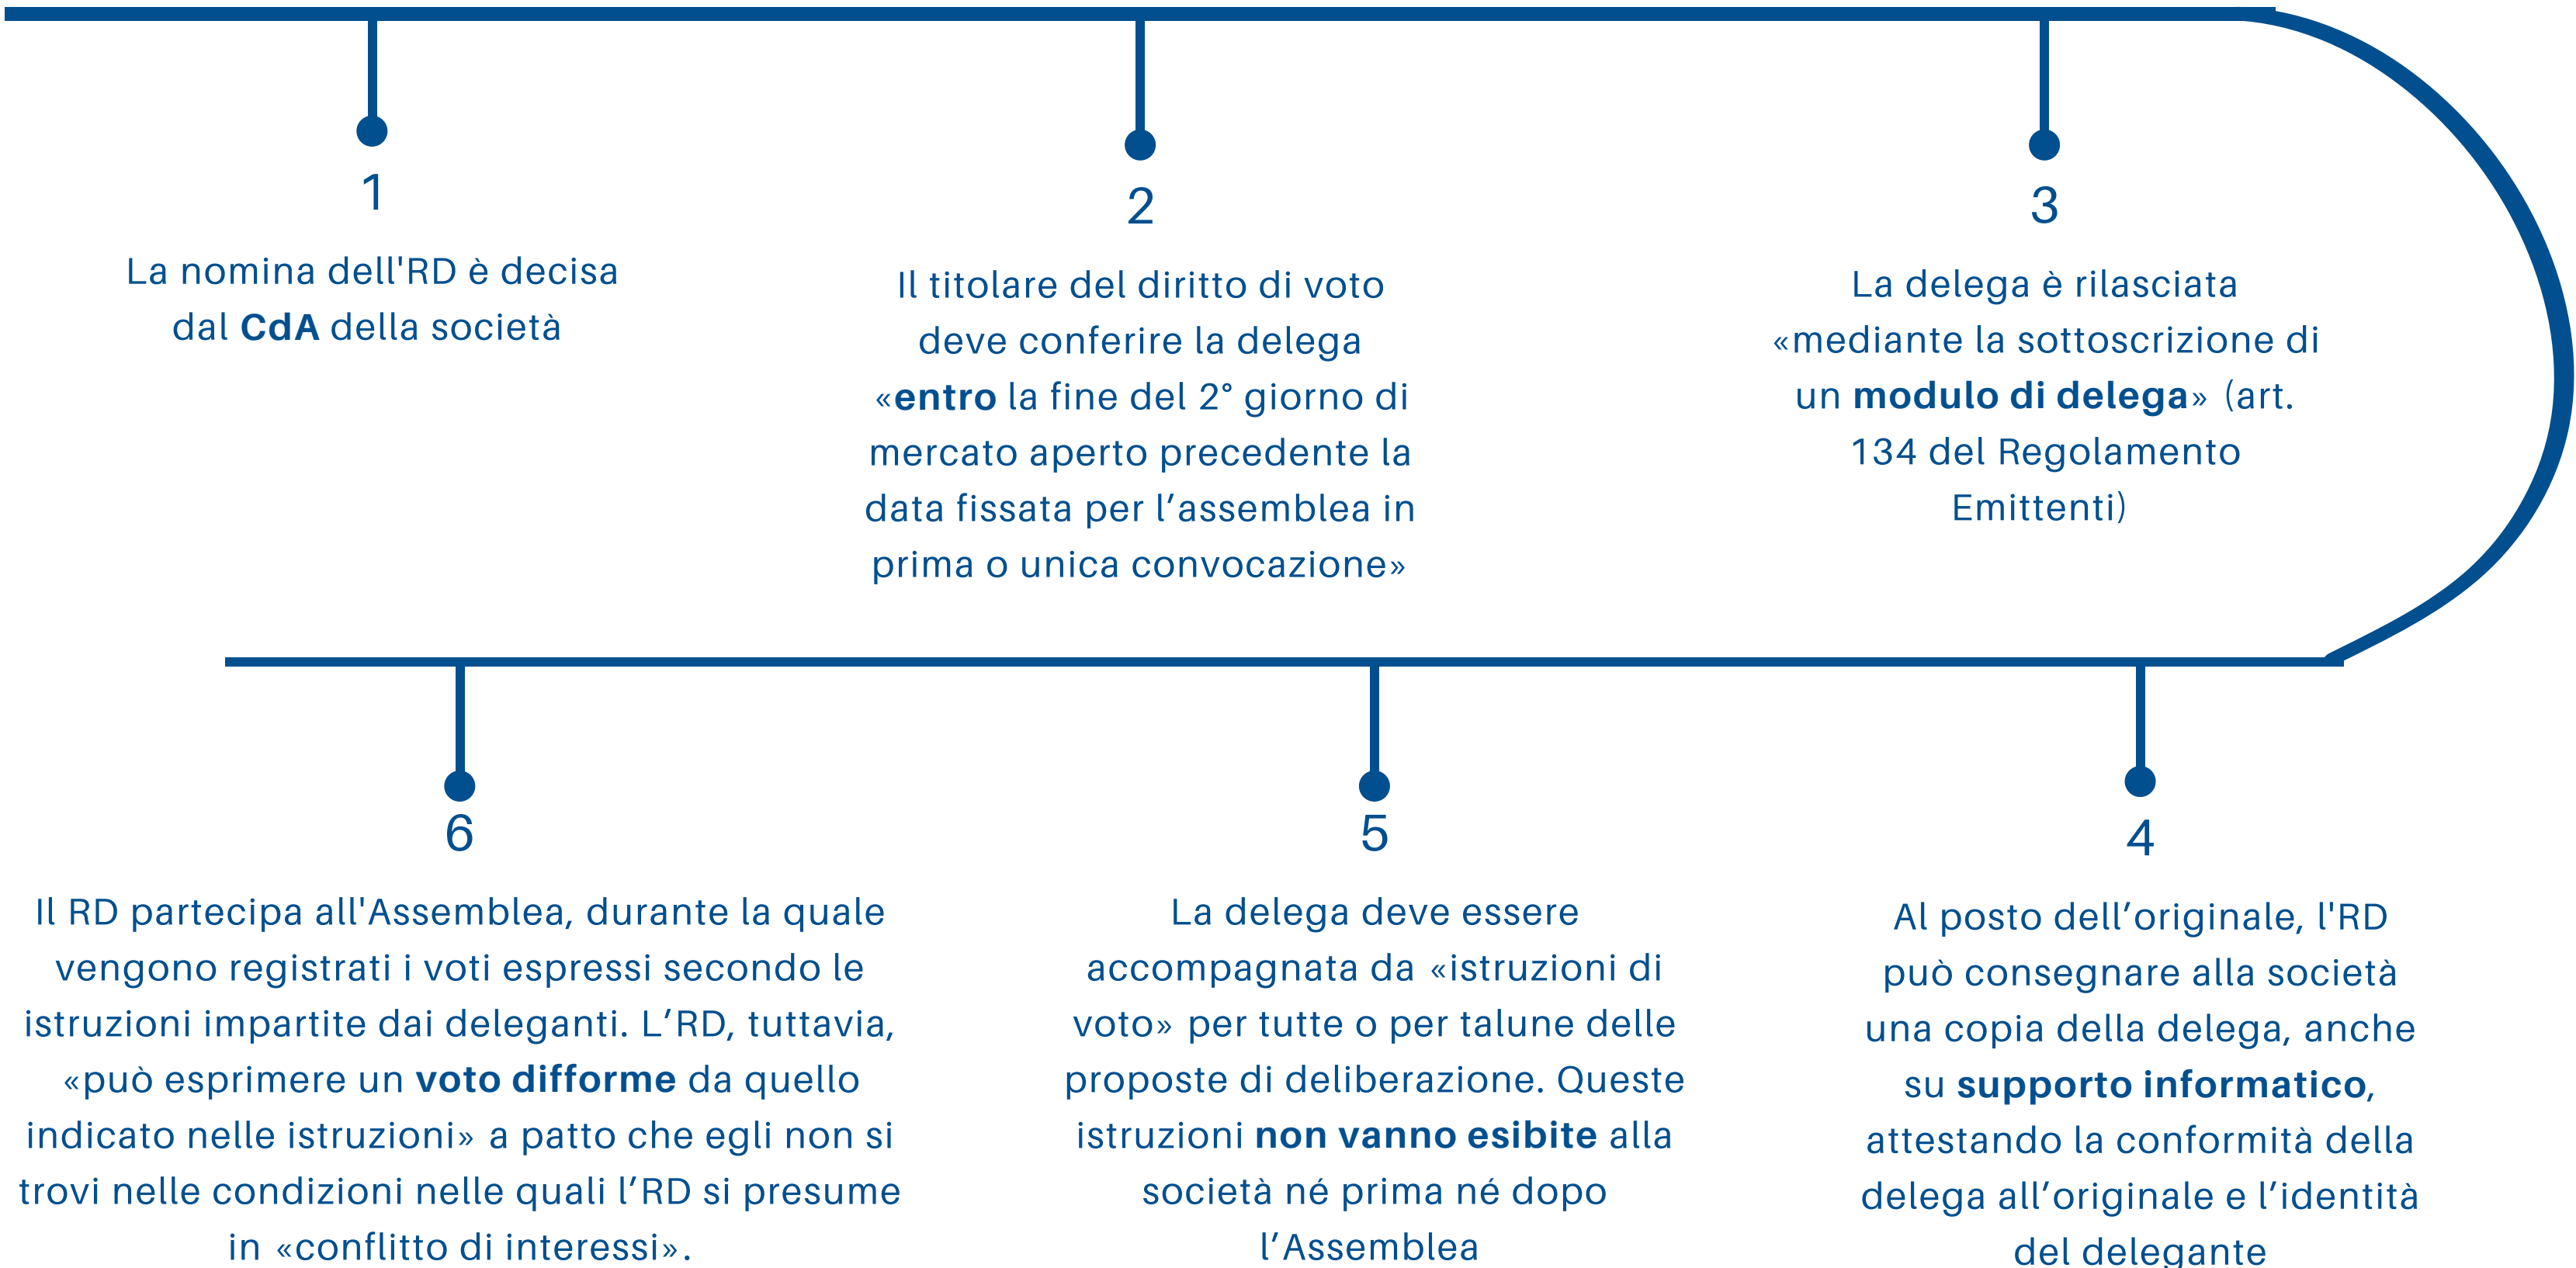 1
La nomina dell'RD è decisa
dal CdA della società
2
Il titolare del diritto di voto
deve conferire la delega
«entro la fine del 2° giorno di
mercato aperto precedente la
data fissata per l’assemblea in
prima o unica convocazione»
3
La delega è rilasciata
«mediante la sottoscrizione di
un modulo di delega» (art.
134 del Regolamento
Emittenti)
4
Al posto dell’originale, l'RD
può consegnare alla società
una copia della delega, anche
su supporto informatico,
attestando la conformità della
delega all’originale e l’identità
del delegante
5
La delega deve essere
accompagnata da «istruzioni di
voto» per tutte o per talune delle
proposte di deliberazione. Queste
istruzioni non vanno esibite alla
società né prima né dopo
l’Assemblea
6
Il RD partecipa all'Assemblea, durante la quale
vengono registrati i voti espressi secondo le
istruzioni impartite dai deleganti. L’RD, tuttavia,
«può esprimere un voto difforme da quello
indicato nelle istruzioni» a patto che egli non si
trovi nelle condizioni nelle quali l’RD si presume
in «conflitto di interessi».